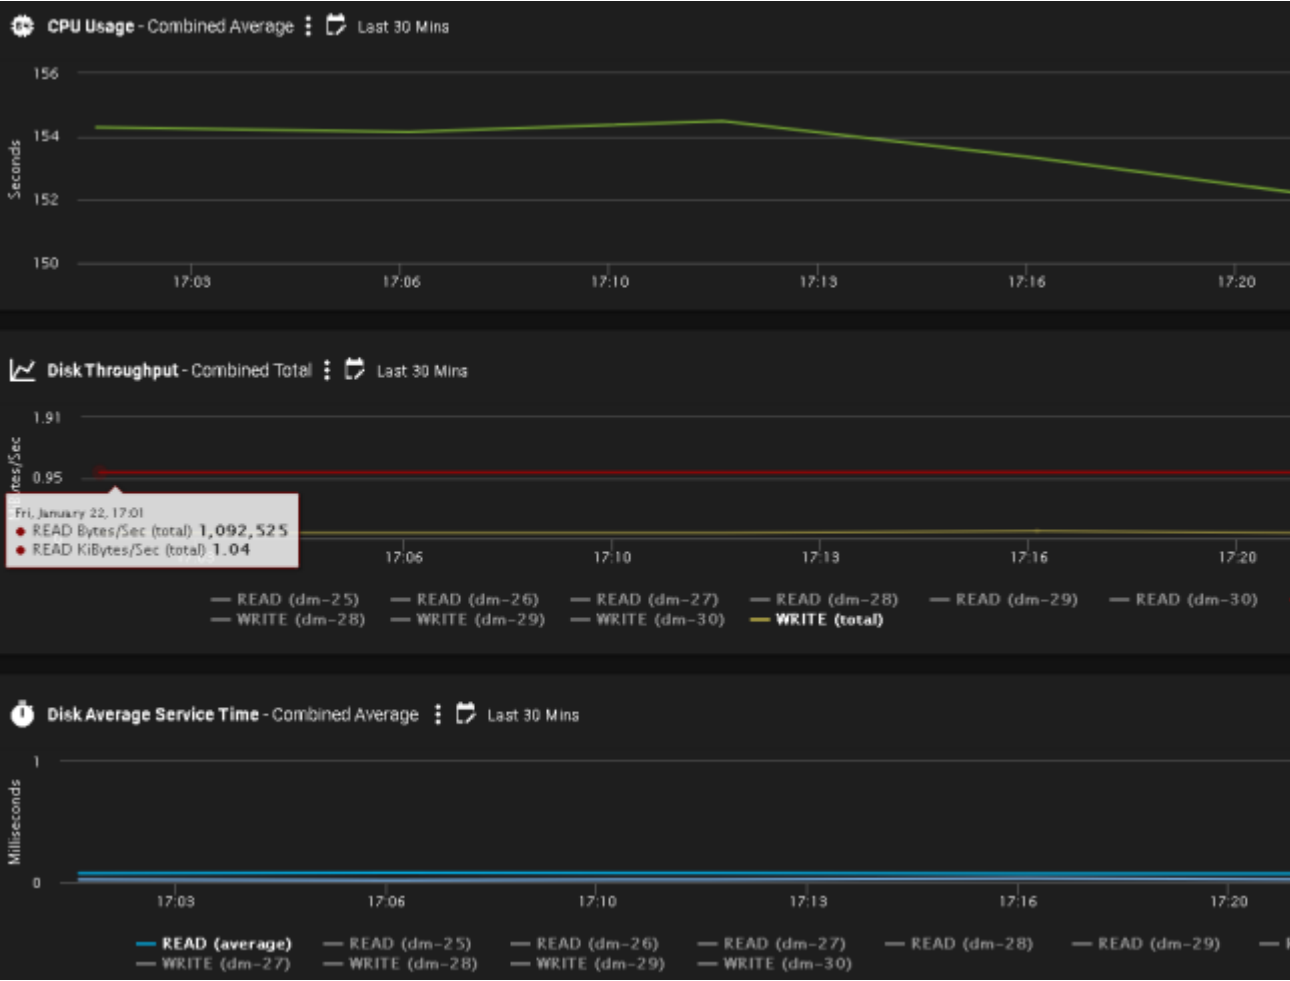 CPU Usage - Combined Average Last 30 Mins
156
154
152
150
Seconds
17:03 17:06 17:10 17:13 17:16 17:20
Disk Throughput - Combined Total Last 30 Mins
1.91
0.95
Bytes/Sec
Fri, January 22, 17:01
READ Bytes/Sec (total) 1,092,525
READ KiBytes/Sec (total) 1.04
17:06 17:10 17:13 17:16 17:20
READ (dm-25) READ (dm-26) READ (dm-27) READ (dm-28) READ (dm-29) READ (dm-30)
WRITE (dm-28) WRITE (dm-29) WRITE (dm-30) WRITE (total)
Disk Average Service Time - Combined Average Last 30 Mins
1
0
Milliseconds
17:03 17:06 17:10 17:13 17:16 17:20
READ (average) READ (dm-25) READ (dm-26) READ (dm-27) READ (dm-28) READ (dm-29)
WRITE (dm-27) WRITE (dm-28) WRITE (dm-29) WRITE (dm-30)